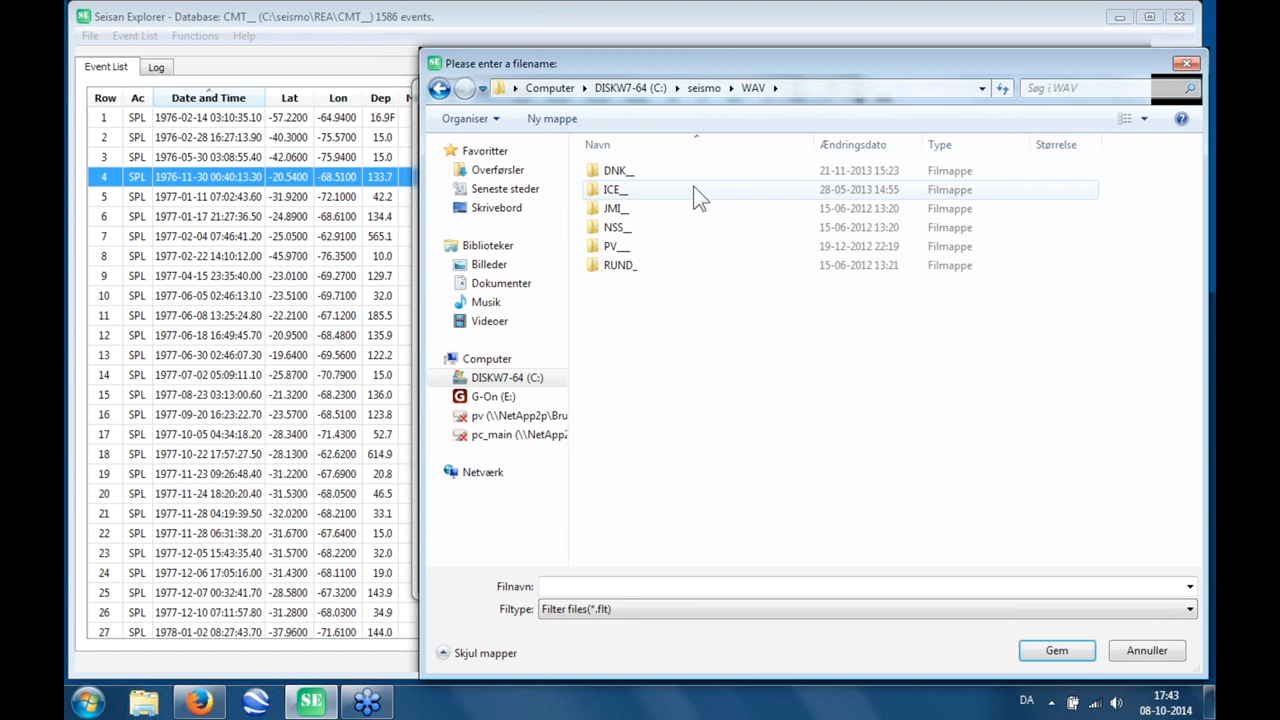 SE Seisan Explorer - Database: CMT__ (C:\seismo\REA\CMT__) 1586 events.
File Event List Functions Help
Event List Log
Row Ac Date and Time Lat Lon Dep
1 SPL 1976-02-14 03:10:35.10 -57.2200 -64.9400 16.9F
2 SPL 1976-02-28 16:27:13.90 -40.3000 -75.5700 15.0
3 SPL 1976-05-30 03:08:55.40 -42.0600 -75.9400 15.0
4 SPL 1976-11-30 00:40:13.30 -20.5400 -68.5100 133.7
5 SPL 1977-01-11 07:02:43.60 -31.9200 -72.1000 42.2
6 SPL 1977-01-17 21:27:36.50 -24.8900 -68.6100 134.4
7 SPL 1977-02-04 07:46:41.20 -25.0500 -62.9100 565.1
8 SPL 1977-02-22 14:10:12.00 -45.9700 -76.3500 10.0
9 SPL 1977-04-15 23:35:40.00 -23.0100 -69.2700 129.7
10 SPL 1977-06-05 02:46:13.10 -23.5100 -69.7100 32.0
11 SPL 1977-06-08 13:25:24.80 -22.2100 -67.1200 185.5
12 SPL 1977-06-18 16:49:45.70 -20.9500 -68.4800 135.9
13 SPL 1977-06-30 02:46:07.30 -19.6400 -69.5600 122.2
14 SPL 1977-07-02 05:09:11.10 -25.8700 -70.7900 15.0
15 SPL 1977-08-23 03:13:00.60 -21.3200 -68.2300 136.0
16 SPL 1977-09-20 16:23:22.70 -23.5700 -68.5100 123.8
17 SPL 1977-10-05 04:34:18.20 -28.3400 -71.4300 52.7
18 SPL 1977-10-22 17:57:27.50 -28.1300 -62.6200 614.9
19 SPL 1977-11-23 09:26:48.40 -31.2200 -67.6900 20.8
20 SPL 1977-11-24 18:20:20.40 -31.5300 -68.0500 46.5
21 SPL 1977-11-28 04:19:39.50 -32.0200 -68.2100 33.1
22 SPL 1977-11-28 06:31:38.20 -31.6700 -67.6400 15.0
23 SPL 1977-12-05 15:43:35.40 -31.5700 -68.2200 32.0
24 SPL 1977-12-06 17:05:16.00 -31.4300 -68.1100 19.0
25 SPL 1977-12-07 00:32:41.70 -28.5800 -67.3200 143.9
26 SPL 1977-12-10 07:11:57.80 -31.2800 -68.0300 34.9
27 SPL 1978-01-02 08:27:43.70 -37.9600 -71.6100 144.0
SE Please enter a filename:
Computer DISKW7-64 (C:) seismo WAV Søg i WAV
Organiser Ny mappe
Favoritter
Overførsler
Seneste steder
Skrivebord
Biblioteker
Billeder
Dokumenter
Musik
Videoer
Computer
DISKW7-64 (C:)
G-On (E:)
pv (\\NetApp2p\Bru
pc_main (\\NetApp2
Netværk
Navn Ændringsdato Type Størrelse
DNK__ 21-11-2013 15:23 Filmappe
ICE__ 28-05-2013 14:55 Filmappe
JMI__ 15-06-2012 13:20 Filmappe
NSS__ 15-06-2012 13:20 Filmappe
PV___ 19-12-2012 22:19 Filmappe
RUND_ 15-06-2012 13:21 Filmappe
Filnavn:
Filtype: Filter files(*.flt)
Skjul mapper Gem Annuller
SE DA 17:43
08-10-2014